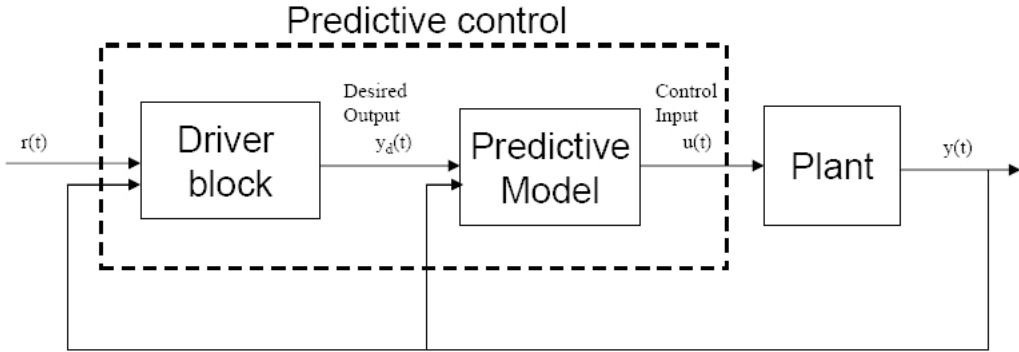 Predictive control
Desired
Output
Control
Input
r(t)
Driver
block
y_d(t)
Predictive
Model
u(t)
Plant
y(t)